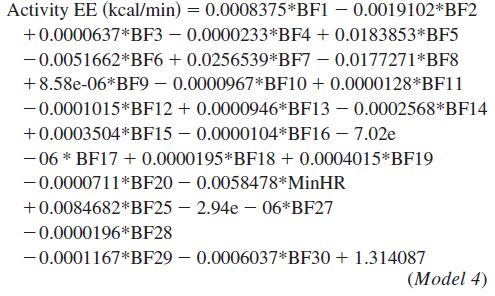 Activity EE (kcal/min) = 0.0008375*BF1 − 0.0019102*BF2
+0.0000637*BF3 − 0.0000233*BF4 + 0.0183853*BF5
−0.0051662*BF6 + 0.0256539*BF7 − 0.0177271*BF8
+8.58e-06*BF9 − 0.0000967*BF10 + 0.0000128*BF11
−0.0001015*BF12 + 0.0000946*BF13 − 0.0002568*BF14
+0.0003504*BF15 − 0.0000104*BF16 − 7.02e
−06 * BF17 + 0.0000195*BF18 + 0.0004015*BF19
−0.0000711*BF20 − 0.0058478*MinHR
+0.0084682*BF25 − 2.94e − 06*BF27
−0.0000196*BF28
−0.0001167*BF29 − 0.0006037*BF30 + 1.314087
(Model 4)